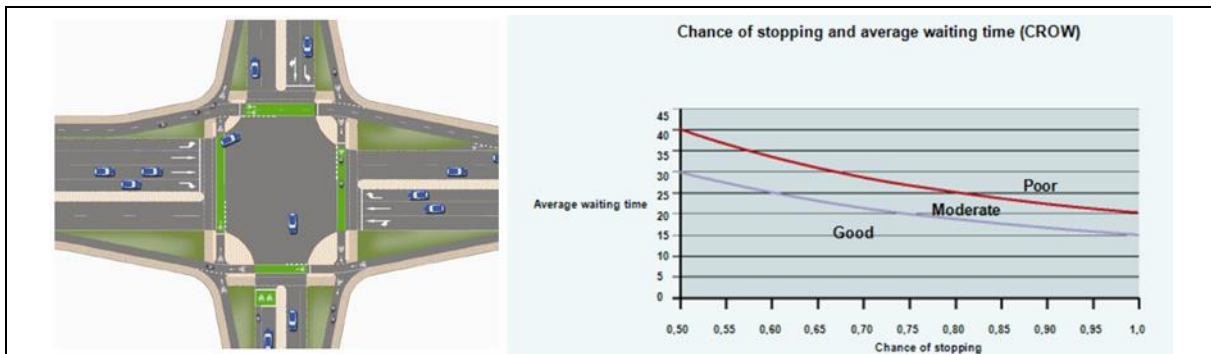 Chance of stopping and average waiting time (CROW)
45
40
35
30
25
20
15
10
5
0
Average waiting time
Poor
Moderate
Good
0,50 0,55 0,60 0,65 0,70 0,75 0,80 0,85 0,90 0,95 1,0
Chance of stopping